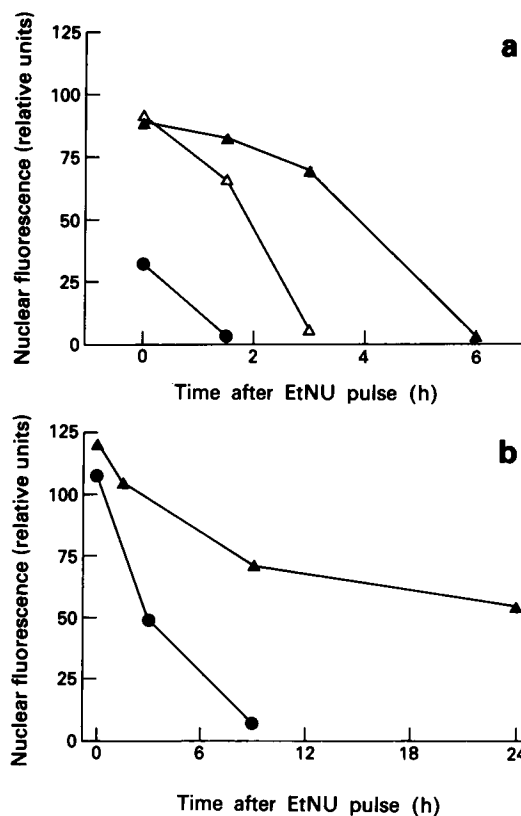 a
Nuclear fluorescence (relative units)
125
100
75
50
25
0
0 2 4 6
Time after EtNU pulse (h)
b
Nuclear fluorescence (relative units)
125
100
75
50
25
0
0 6 12 18 24
Time after EtNU pulse (h)